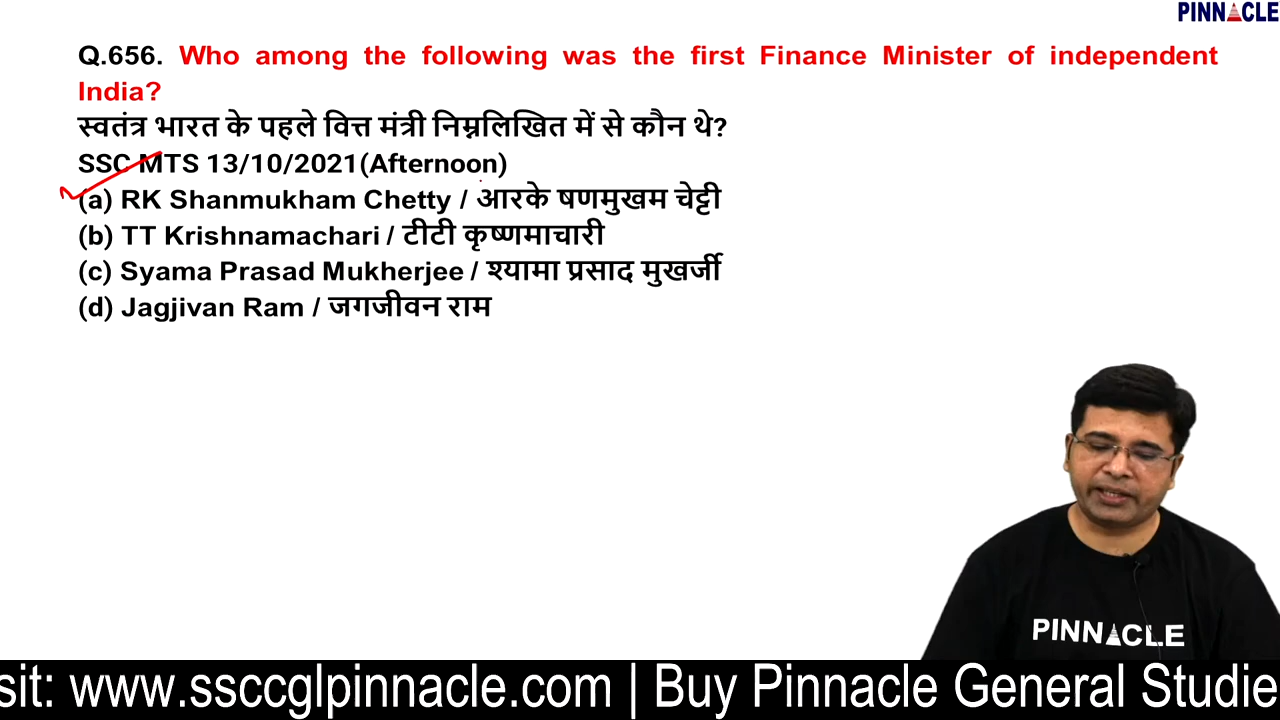 PINNACLE
Q.656. Who among the following was the first Finance Minister of independent
India?
स्वतंत्र भारत के पहले वित्त मंत्री निम्नलिखित में से कौन थे?
SSC MTS 13/10/2021(Afternoon)
(a) RK Shanmukham Chetty / आरके षणमुखम चेट्टी
(b) TT Krishnamachari / टीटी कृष्णमाचारी
(c) Syama Prasad Mukherjee / श्यामा प्रसाद मुखर्जी
(d) Jagjivan Ram / जगजीवन राम
PINNACLE
sit: www.ssccglpinnacle.com | Buy Pinnacle General Studie